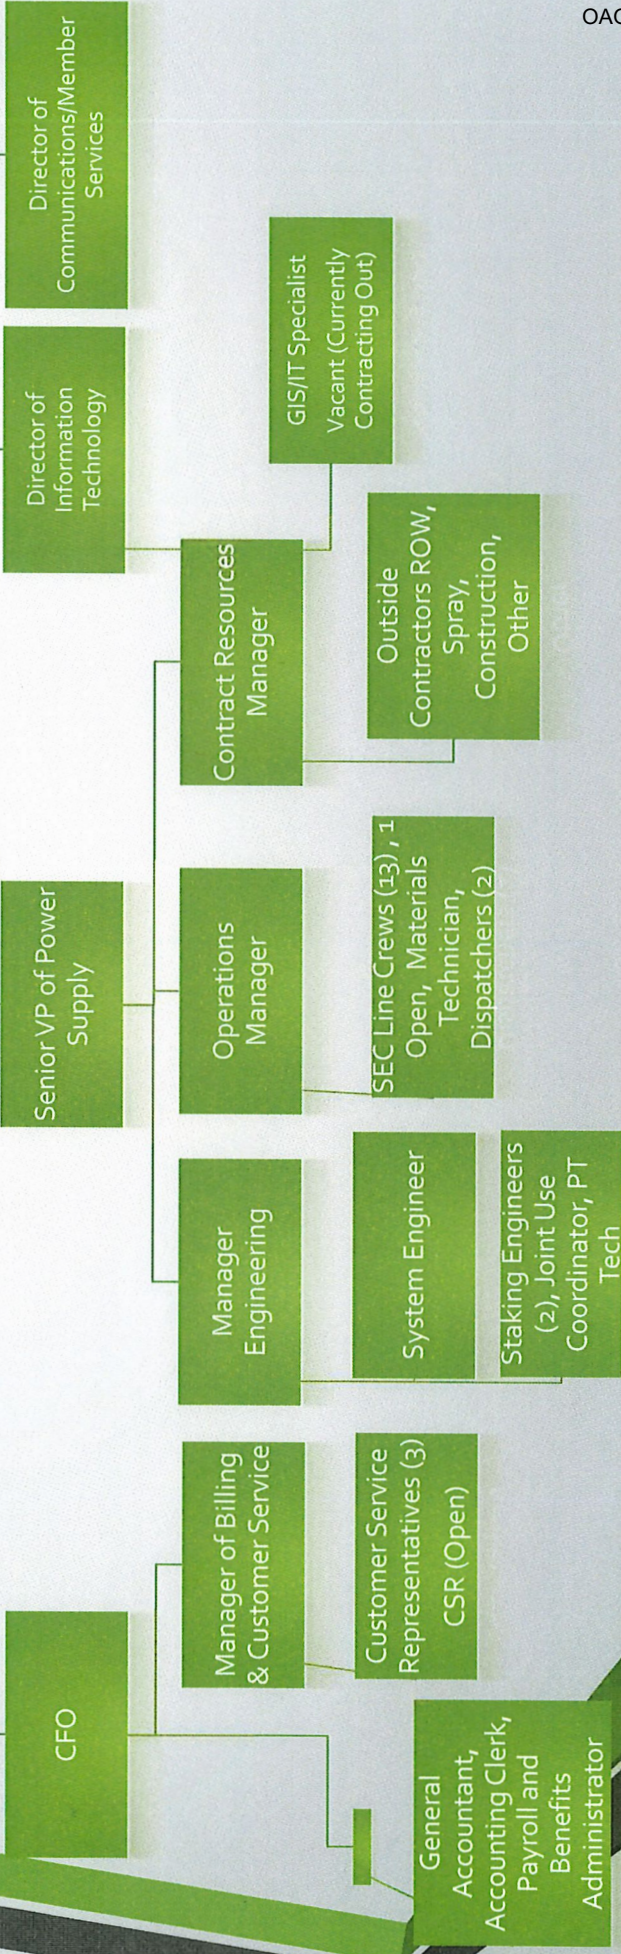 OAG
CFO
Senior VP of Power
Supply
Director of
Information
Technology
Director of
Communications/Member
Services
Manager of Billing
& Customer Service
Manager
Engineering
Operations
Manager
Contract Resources
Manager
GIS/IT Specialist
Vacant (Currently
Contracting Out)
General
Accountant,
Accounting Clerk,
Payroll and
Benefits
Administrator
Customer Service
Representatives (3)
CSR (Open)
System Engineer
Staking Engineers
(2), Joint Use
Coordinator, PT
Tech
SEC Line Crews (13), 1
Open, Materials
Technician,
Dispatchers (2)
Outside
Contractors ROW,
Spray,
Construction,
Other